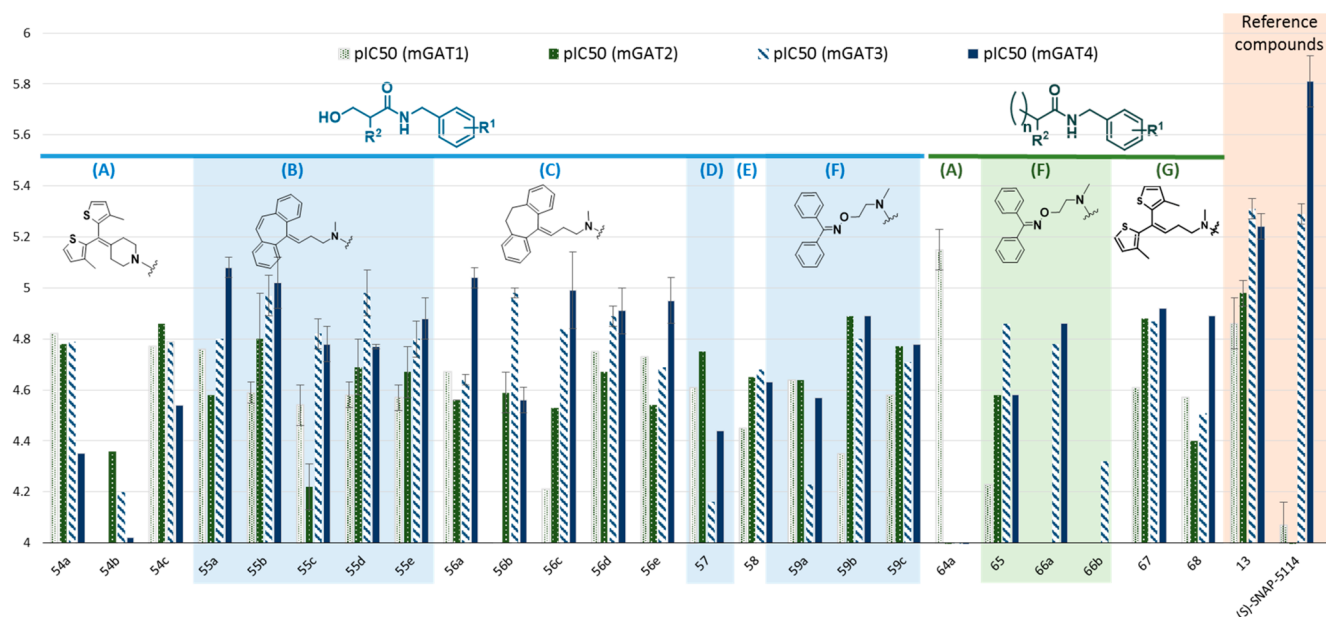 Reference
compounds
pIC50 (mGAT1) pIC50 (mGAT2) pIC50 (mGAT3) pIC50 (mGAT4)
6
5.8
5.6
5.4
5.2
5
4.8
4.6
4.4
4.2
4
O
HO
N
H
R2
R1
O
( )n
N
H
R2
R1
(A) (B) (C) (D) (E) (F) (A) (F) (G)
S
S
N
N
N
N
O
N
N
O
N
S
S
N
54a 54b 54c 55a 55b 55c 55d 55e 56a 56b 56c 56d 56e 57 58 59a 59b 59c 64a 65 66a 66b 67 68 13 (S)-SNAP-5114